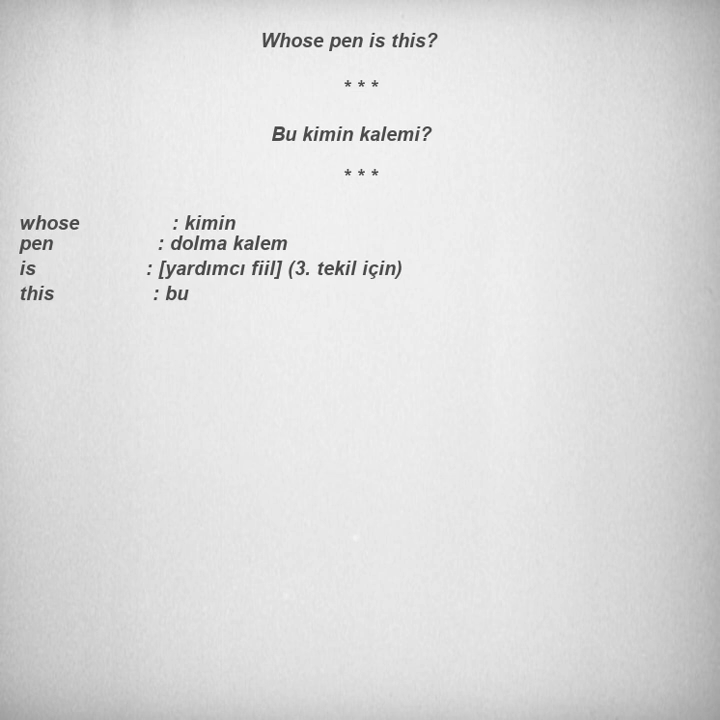 Whose pen is this?
* * *
Bu kimin kalemi?
* * *
whose : kimin
pen : dolma kalem
is : [yardımcı fiil] (3. tekil için)
this : bu